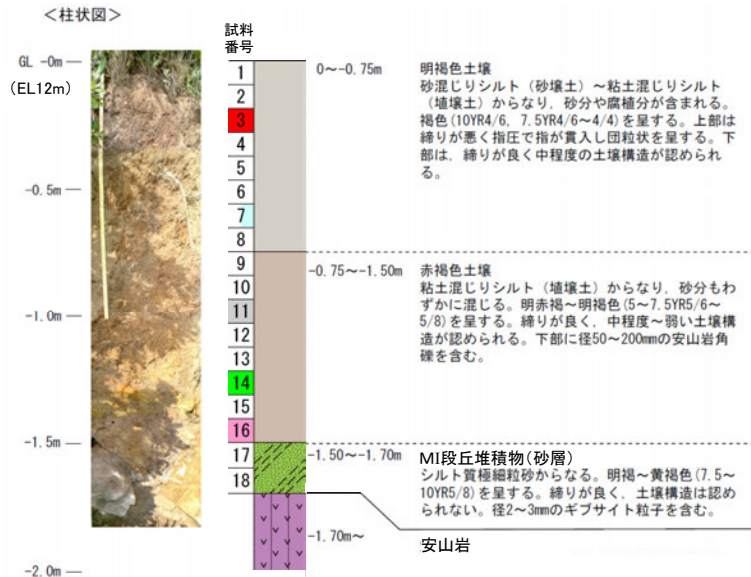 <柱状図>
試料
番号
GL -0m
(EL12m)
-0.5m
-1.0m
-1.5m
-2.0m
1
2
3
4
5
6
7
8
9
10
11
12
13
14
15
16
17
18
0～-0.75m
明褐色土壌
砂混じりシルト（砂壌土）～粘土混じりシルト
（埴壌土）からなり，砂分や腐植分が含まれる。
褐色(10YR4/6，7.5YR4/6～4/4)を呈する。上部は
締りが悪く指圧で指が貫入し団粒状を呈する。下
部は，締りが良く中程度の土壌構造が認められ
る。
-0.75～-1.50m
赤褐色土壌
粘土混じりシルト（埴壌土）からなり，砂分もわ
ずかに混じる。明赤褐～明褐色(5～7.5YR5/6～
5/8)を呈する。締りが良く，中程度～弱い土壌構
造が認められる。下部に径50～200mmの安山岩角
礫を含む。
-1.50～-1.70m
MI段丘堆積物(砂層)
シルト質極細粒砂からなる。明褐～黄褐色(7.5～
10YR5/8)を呈する。締りが良く，土壌構造は認め
られない。径2～3mmのギブサイト粒子を含む。
-1.70m～
安山岩